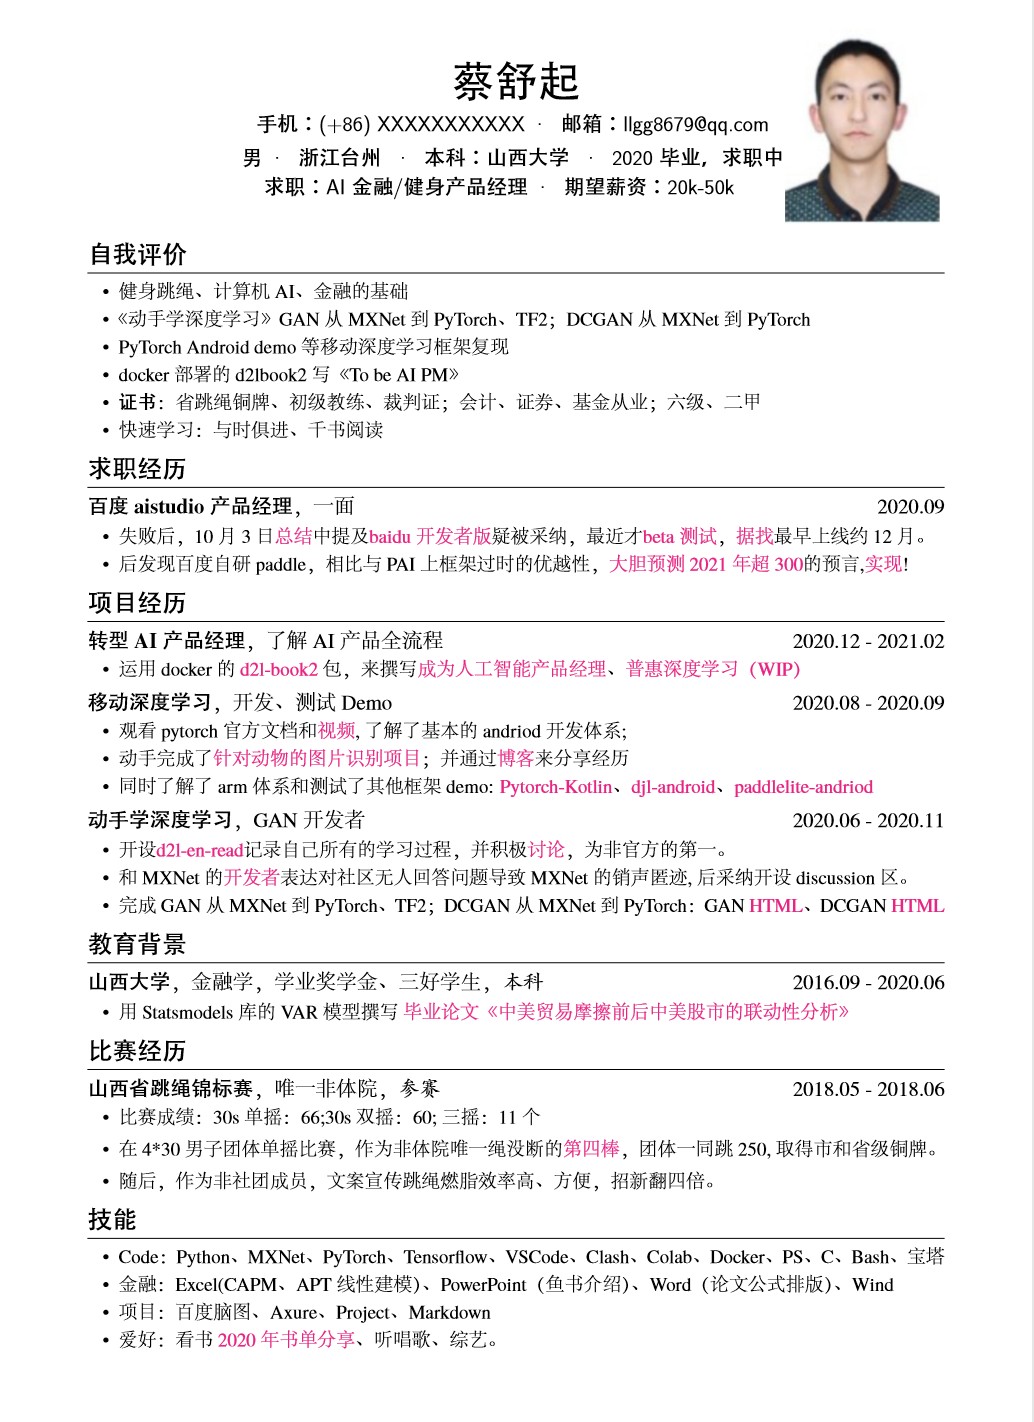 蔡舒起
手机：(+86) XXXXXXXXXXX · 邮箱：llgg8679@qq.com
男 · 浙江台州 · 本科：山西大学 · 2020 毕业，求职中
求职：AI 金融/健身产品经理 · 期望薪资：20k-50k
自我评价
• 健身跳绳、计算机 AI、金融的基础
• 《动手学深度学习》GAN 从 MXNet 到 PyTorch、TF2；DCGAN 从 MXNet 到 PyTorch
• PyTorch Android demo 等移动深度学习框架复现
• docker 部署的 d2lbook2 写《To be AI PM》
• 证书：省跳绳铜牌、初级教练、裁判证；会计、证券、基金从业；六级、二甲
• 快速学习：与时俱进、千书阅读
求职经历
百度 aistudio 产品经理，一面 2020.09
• 失败后，10 月 3 日总结中提及baidu 开发者版疑被采纳，最近才beta 测试，据找最早上线约 12 月。
• 后发现百度自研 paddle，相比与 PAI 上框架过时的优越性，大胆预测 2021 年超 300的预言,实现!
项目经历
转型 AI 产品经理，了解 AI 产品全流程 2020.12 - 2021.02
• 运用 docker 的 d2l-book2 包，来撰写成为人工智能产品经理、普惠深度学习（WIP）
移动深度学习，开发、测试 Demo 2020.08 - 2020.09
• 观看 pytorch 官方文档和视频, 了解了基本的 andriod 开发体系;
• 动手完成了针对动物的图片识别项目；并通过博客来分享经历
• 同时了解了 arm 体系和测试了其他框架 demo: Pytorch-Kotlin、djl-android、paddlelite-andriod
动手学深度学习，GAN 开发者 2020.06 - 2020.11
• 开设d2l-en-read记录自己所有的学习过程，并积极讨论，为非官方的第一。
• 和 MXNet 的开发者表达对社区无人回答问题导致 MXNet 的销声匿迹, 后采纳开设 discussion 区。
• 完成 GAN 从 MXNet 到 PyTorch、TF2；DCGAN 从 MXNet 到 PyTorch：GAN HTML、DCGAN HTML
教育背景
山西大学，金融学，学业奖学金、三好学生，本科 2016.09 - 2020.06
• 用 Statsmodels 库的 VAR 模型撰写 毕业论文《中美贸易摩擦前后中美股市的联动性分析》
比赛经历
山西省跳绳锦标赛，唯一非体院，参赛 2018.05 - 2018.06
• 比赛成绩：30s 单摇：66;30s 双摇：60; 三摇：11 个
• 在 4*30 男子团体单摇比赛，作为非体院唯一绳没断的第四棒，团体一同跳 250, 取得市和省级铜牌。
• 随后，作为非社团成员，文案宣传跳绳燃脂效率高、方便，招新翻四倍。
技能
• Code：Python、MXNet、PyTorch、Tensorflow、VSCode、Clash、Colab、Docker、PS、C、Bash、宝塔
• 金融：Excel(CAPM、APT 线性建模）、PowerPoint（鱼书介绍）、Word（论文公式排版）、Wind
• 项目：百度脑图、Axure、Project、Markdown
• 爱好：看书 2020 年书单分享、听唱歌、综艺。